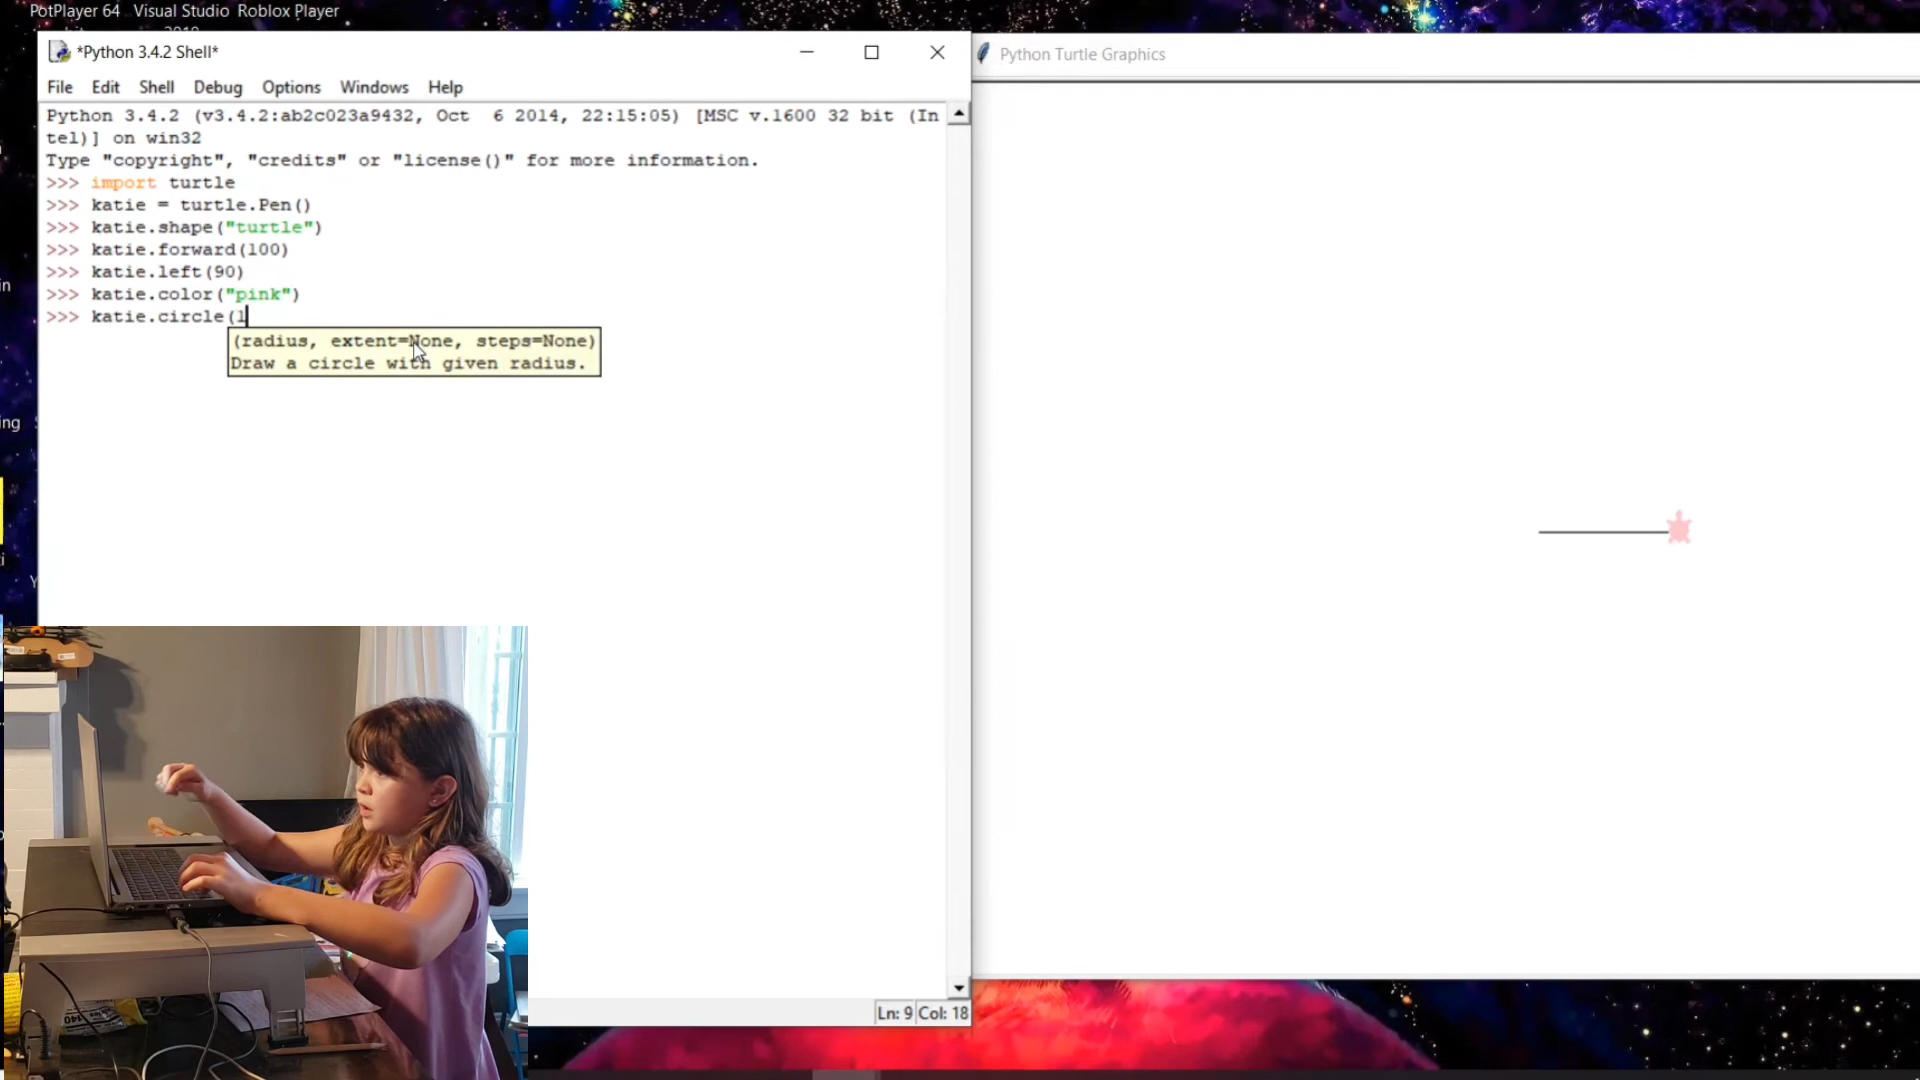 PotPlayer 64 Visual Studio Roblox Player
*Python 3.4.2 Shell*
File Edit Shell Debug Options Windows Help
Python 3.4.2 (v3.4.2:ab2c023a9432, Oct  6 2014, 22:15:05) [MSC v.1600 32 bit (In
tel)] on win32
Type "copyright", "credits" or "license()" for more information.
>>> import turtle
>>> katie = turtle.Pen()
>>> katie.shape("turtle")
>>> katie.forward(100)
>>> katie.left(90)
>>> katie.color("pink")
>>> katie.circle(1
(radius, extent=None, steps=None)
Draw a circle with given radius.
Ln: 9 Col: 18
Python Turtle Graphics
in
ing
140